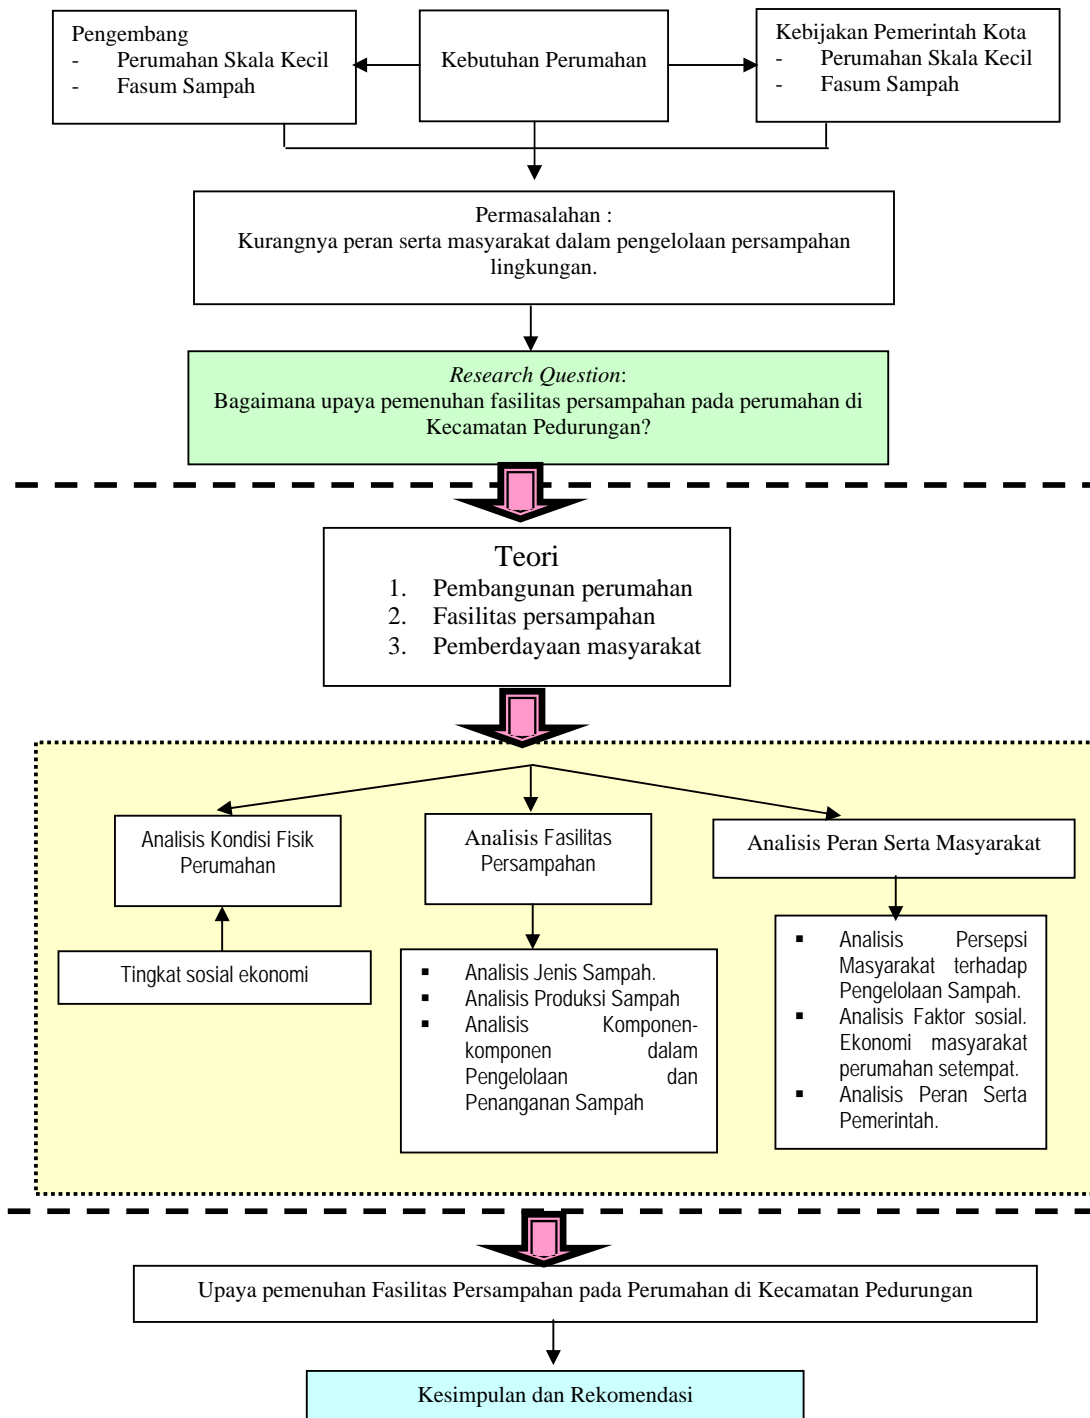 Pengembang
- Perumahan Skala Kecil
- Fasum Sampah
Kebutuhan Perumahan
Kebijakan Pemerintah Kota
- Perumahan Skala Kecil
- Fasum Sampah
Permasalahan :
Kurangnya peran serta masyarakat dalam pengelolaan persampahan
lingkungan.
Research Question:
Bagaimana upaya pemenuhan fasilitas persampahan pada perumahan di
Kecamatan Pedurungan?
Teori
1. Pembangunan perumahan
2. Fasilitas persampahan
3. Pemberdayaan masyarakat
Analisis Kondisi Fisik
Perumahan
Tingkat sosial ekonomi
Analisis Fasilitas
Persampahan
▪ Analisis Jenis Sampah.
▪ Analisis Produksi Sampah
▪ Analisis Komponen-
komponen dalam
Pengelolaan dan
Penanganan Sampah
Analisis Peran Serta Masyarakat
▪ Analisis Persepsi
Masyarakat terhadap
Pengelolaan Sampah.
▪ Analisis Faktor sosial.
Ekonomi masyarakat
perumahan setempat.
▪ Analisis Peran Serta
Pemerintah.
Upaya pemenuhan Fasilitas Persampahan pada Perumahan di Kecamatan Pedurungan
Kesimpulan dan Rekomendasi